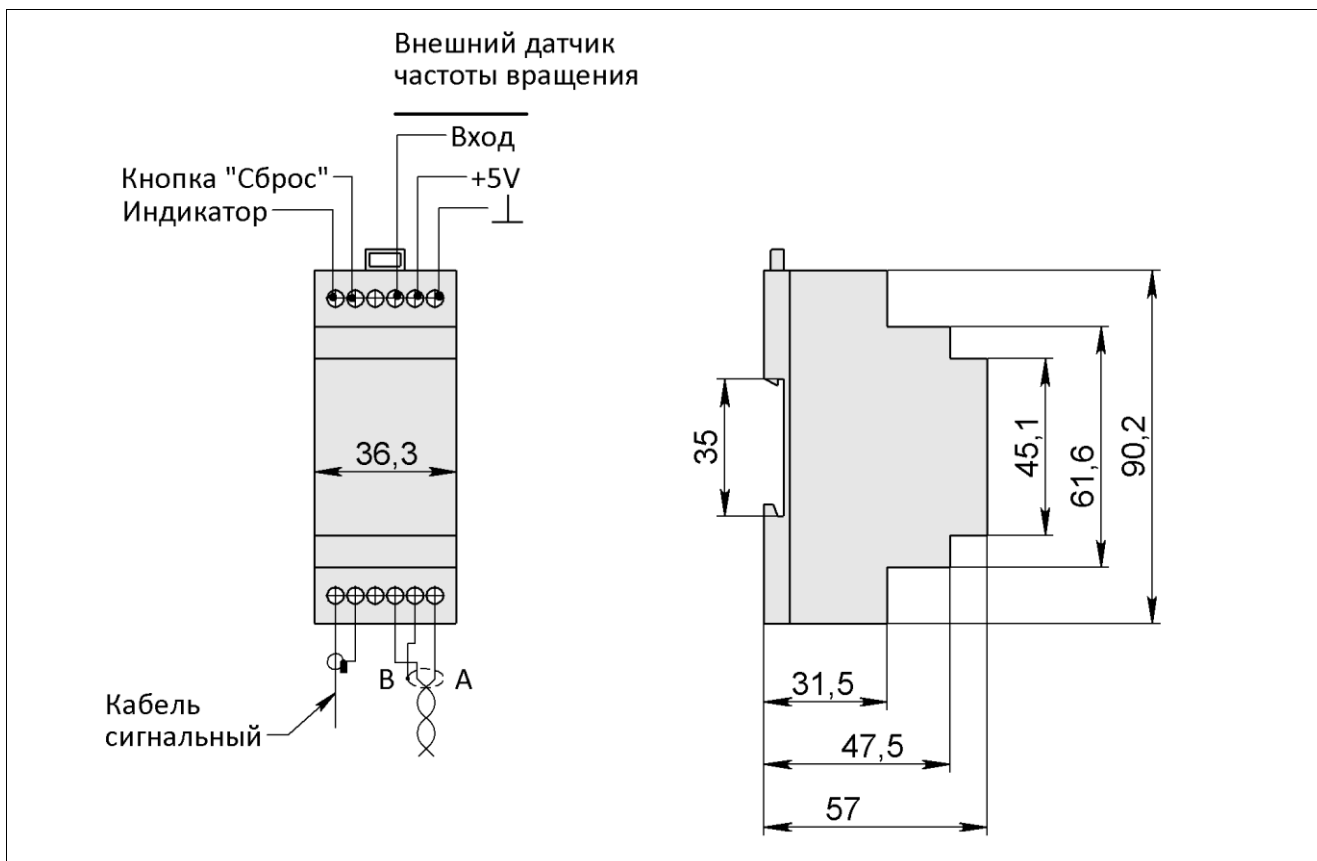 Внешний датчик
частоты вращения
Вход
Кнопка "Сброс"
+5V
Индикатор
36,3
35
45,1
61,6
90,2
B
A
31,5
Кабель
сигнальный
47,5
57